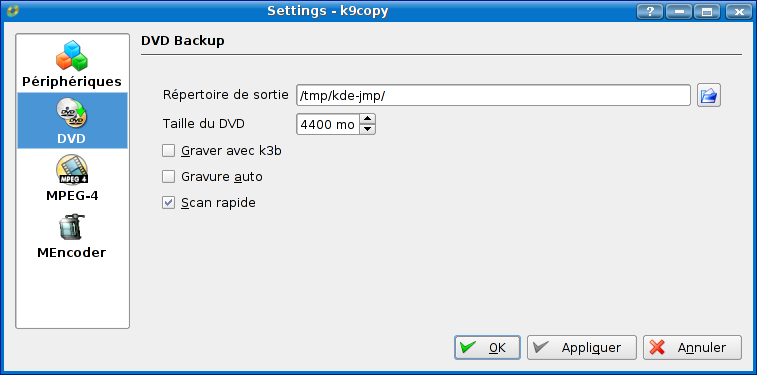 Settings - k9copy
DVD Backup
Périphériques
DVD
MPEG-4
MEncoder
Répertoire de sortie /tmp/kde-jmp/
Taille du DVD 4400 mo
Graver avec k3b
Gravure auto
Scan rapide
OK Appliquer Annuler